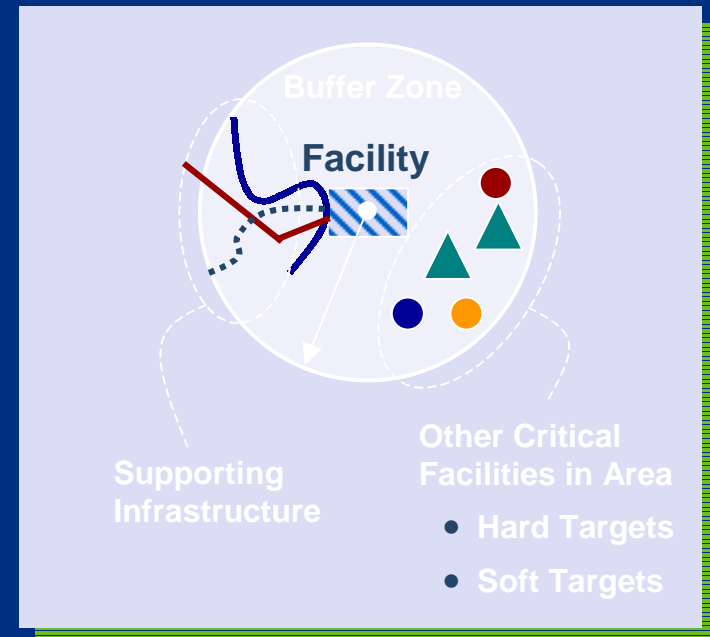 Buffer Zone
Facility
Supporting
Infrastructure
Other Critical
Facilities in Area
• Hard Targets
• Soft Targets